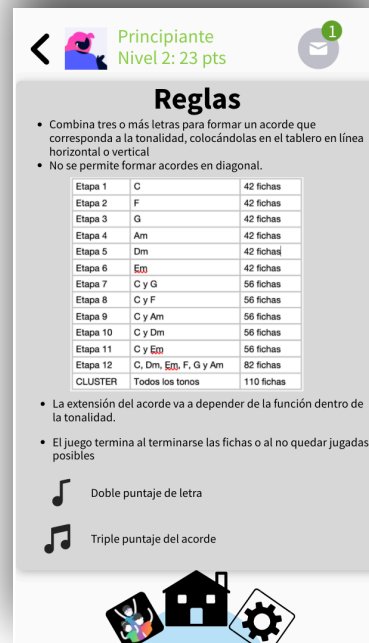 1
Principiante
Nivel 2: 23 pts
Reglas
• Combina tres o más letras para formar un acorde que
corresponda a la tonalidad, colocándolas en el tablero en línea
horizontal o vertical
• No se permite formar acordes en diagonal.
Etapa 1 C 42 fichas
Etapa 2 F 42 fichas
Etapa 3 G 42 fichas
Etapa 4 Am 42 fichas
Etapa 5 Dm 42 fichas
Etapa 6 Em 42 fichas
Etapa 7 C y G 56 fichas
Etapa 8 C y F 56 fichas
Etapa 9 C y Am 56 fichas
Etapa 10 C y Dm 56 fichas
Etapa 11 C y Em 56 fichas
Etapa 12 C, Dm, Em, F, G y Am 82 fichas
CLUSTER Todos los tonos 110 fichas
• La extensión del acorde va a depender de la función dentro de
la tonalidad.
• El juego termina al terminarse las fichas o al no quedar jugadas
posibles
Doble puntaje de letra
Triple puntaje del acorde